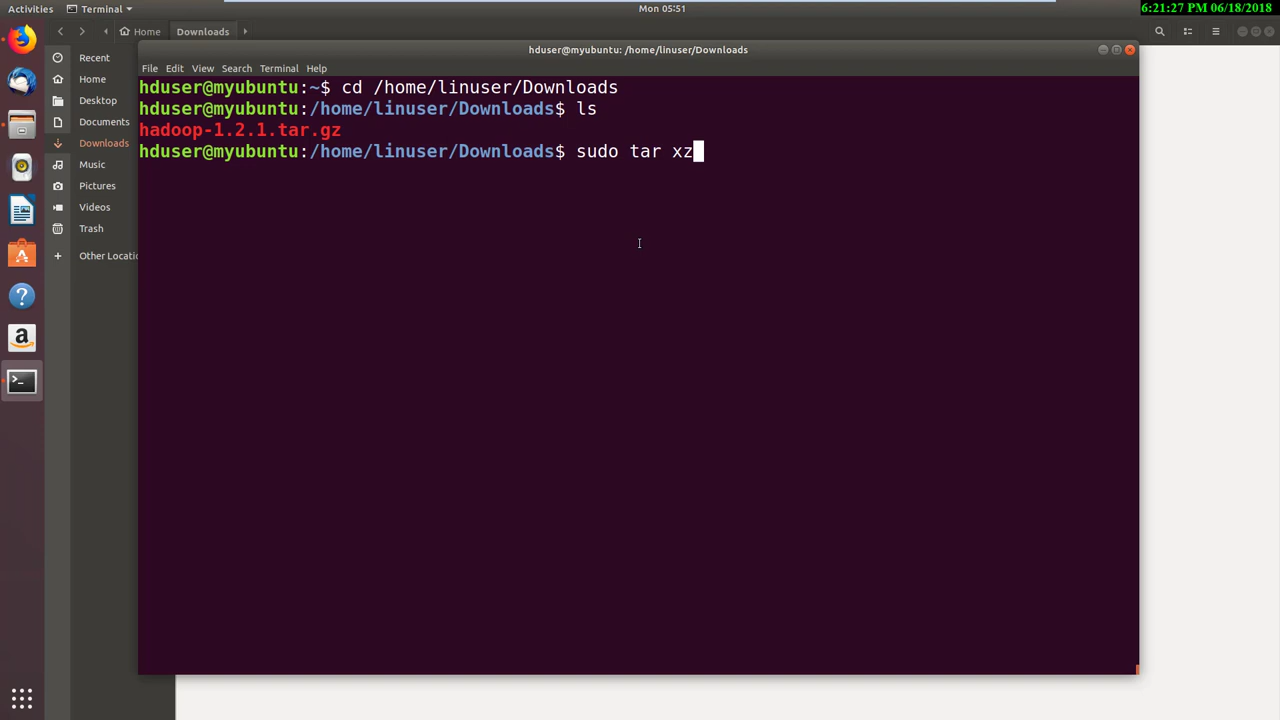 Activities
Terminal
Mon 05:51
6:21:27 PM 06/18/2018
Home
Downloads
hduser@myubuntu: /home/linuser/Downloads
File Edit View Search Terminal Help
Recent
Home
Desktop
Documents
Downloads
Music
Pictures
Videos
Trash
Other Locatio
hduser@myubuntu:~$ cd /home/linuser/Downloads
hduser@myubuntu:/home/linuser/Downloads$ ls
hadoop-1.2.1.tar.gz
hduser@myubuntu:/home/linuser/Downloads$ sudo tar xz